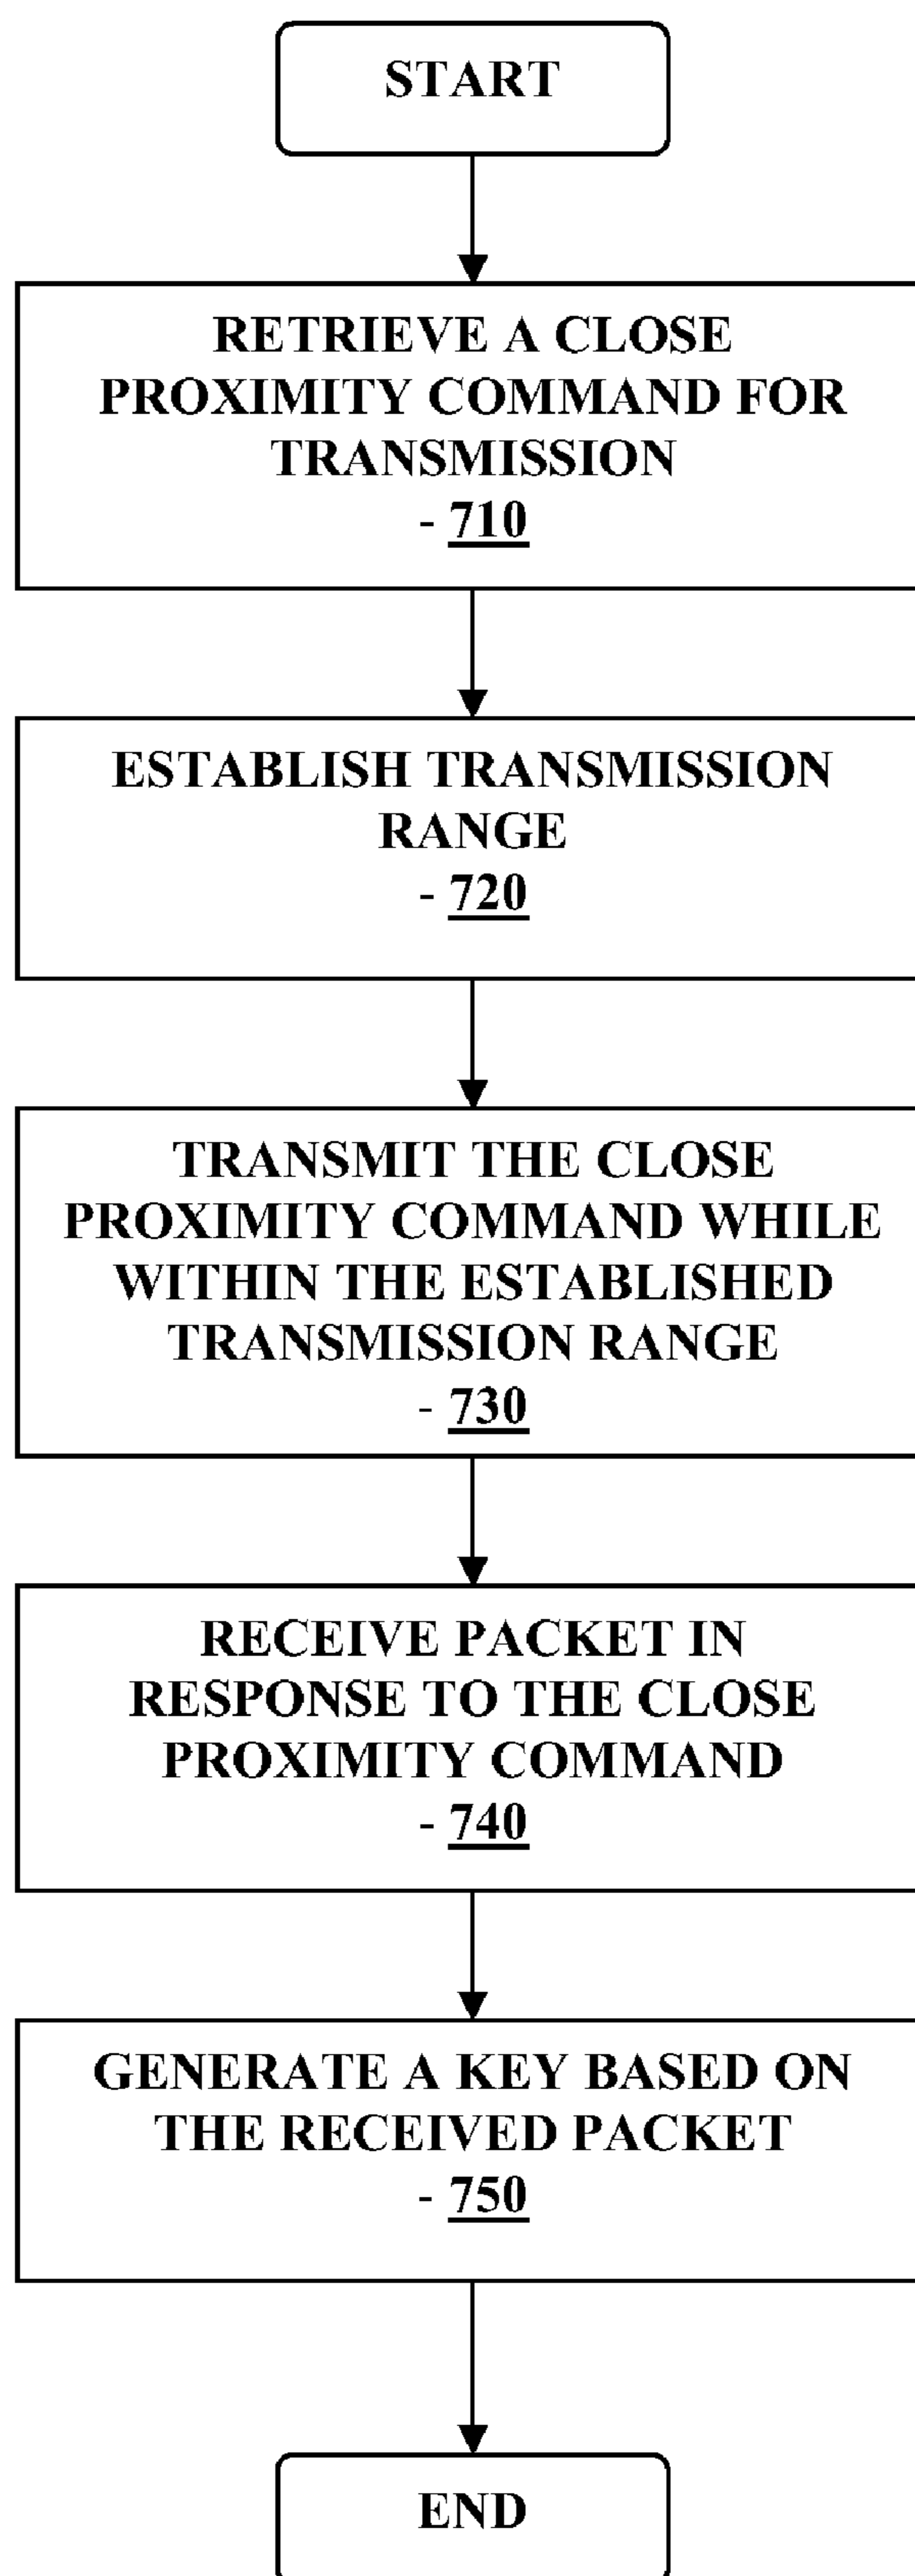 START
RETRIEVE A CLOSE
PROXIMITY COMMAND FOR
TRANSMISSION
- 710
ESTABLISH TRANSMISSION
RANGE
- 720
TRANSMIT THE CLOSE
PROXIMITY COMMAND WHILE
WITHIN THE ESTABLISHED
TRANSMISSION RANGE
- 730
RECEIVE PACKET IN
RESPONSE TO THE CLOSE
PROXIMITY COMMAND
- 740
GENERATE A KEY BASED ON
THE RECEIVED PACKET
- 750
END